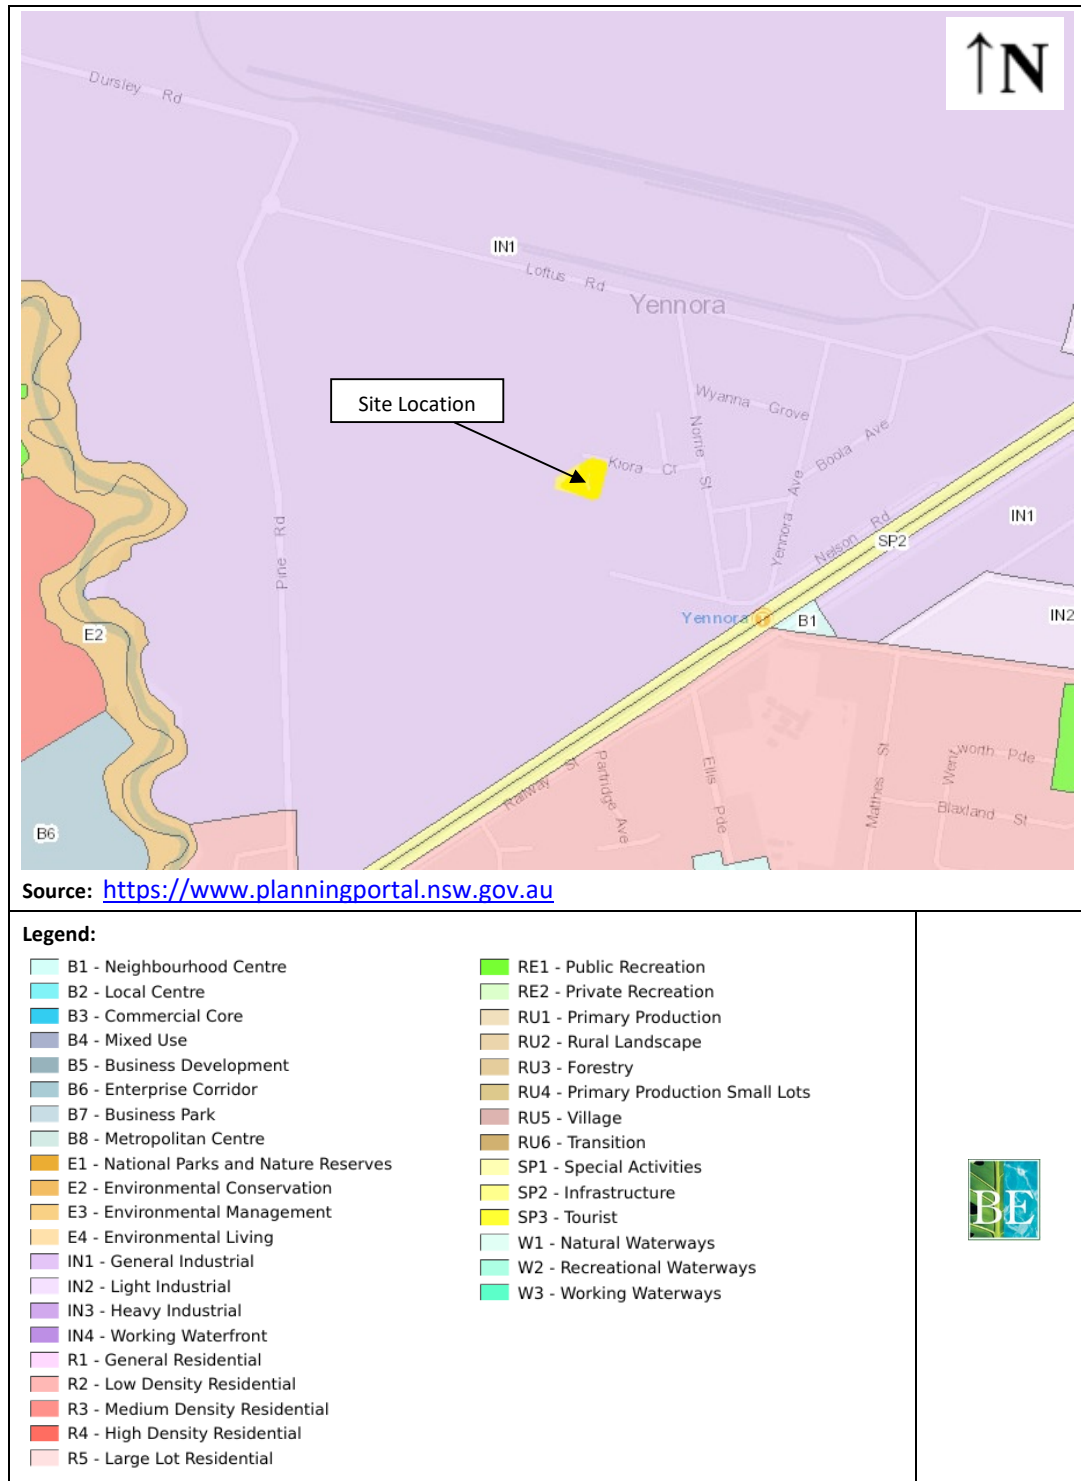 ↑N
Dursley Rd
IN1
Loftus Rd
Yennora
Site Location
Wyanna Grove
Norrie St
Boola Ave
Kiora Ct
Yennora Ave
Nelson Rd
IN1
SP2
Pine Rd
Yennora
B1
IN2
E2
Railway St
Partridge Ave
Ellis Pde
Matthes St
Wentworth Pde
Blaxland St
B6
Source: https://www.planningportal.nsw.gov.au
Legend:
B1 - Neighbourhood Centre
B2 - Local Centre
B3 - Commercial Core
B4 - Mixed Use
B5 - Business Development
B6 - Enterprise Corridor
B7 - Business Park
B8 - Metropolitan Centre
E1 - National Parks and Nature Reserves
E2 - Environmental Conservation
E3 - Environmental Management
E4 - Environmental Living
IN1 - General Industrial
IN2 - Light Industrial
IN3 - Heavy Industrial
IN4 - Working Waterfront
R1 - General Residential
R2 - Low Density Residential
R3 - Medium Density Residential
R4 - High Density Residential
R5 - Large Lot Residential
RE1 - Public Recreation
RE2 - Private Recreation
RU1 - Primary Production
RU2 - Rural Landscape
RU3 - Forestry
RU4 - Primary Production Small Lots
RU5 - Village
RU6 - Transition
SP1 - Special Activities
SP2 - Infrastructure
SP3 - Tourist
W1 - Natural Waterways
W2 - Recreational Waterways
W3 - Working Waterways
BE